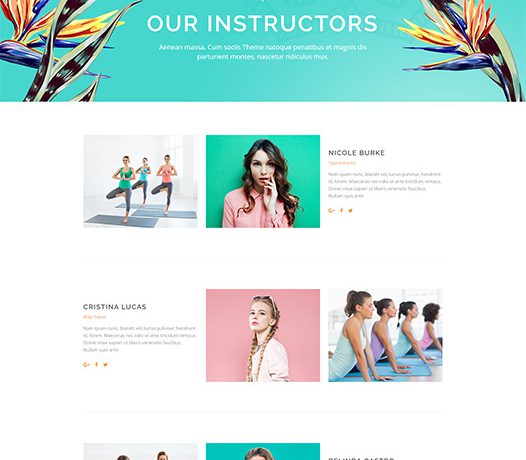 OUR INSTRUCTORS
Aenean massa. Cum sociis Theme natoque penatibus et magnis dis
parturient montes, nascetur ridiculus mus.
NICOLE BURKE
Yoga Instructor
Nam quam nunc, blandit vel, luctus pulvinar, hendrerit
id, lorem. Maecenas nec odio et ante tincidunt tempus.
Donec vitae sapien ut libero venenatis faucibus.
Nullam quis ante
CRISTINA LUCAS
Body Trainer
Nam quam nunc, blandit vel, luctus pulvinar, hendrerit
id, lorem. Maecenas nec odio et ante tincidunt tempus.
Donec vitae sapien ut libero venenatis faucibus.
Nullam quis ante